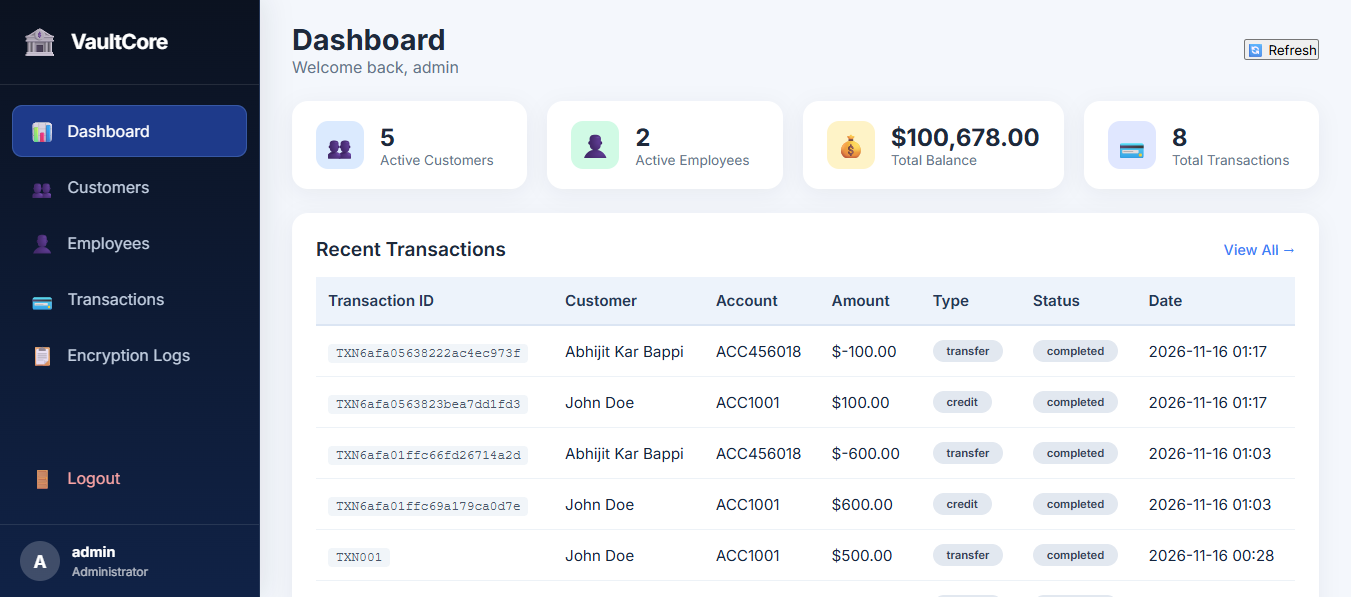 VaultCore
Dashboard
Customers
Employees
Transactions
Encryption Logs
Logout
A
admin
Administrator
Dashboard
Welcome back, admin
Refresh
5
Active Customers
2
Active Employees
$100,678.00
Total Balance
8
Total Transactions
Recent Transactions
View All →
Transaction ID Customer Account Amount Type Status Date
TXN6afa05638222ac4ec973f Abhijit Kar Bappi ACC456018 $-100.00 transfer completed 2026-11-16 01:17
TXN6afa0563823bea7dd1fd3 John Doe ACC1001 $100.00 credit completed 2026-11-16 01:17
TXN6afa01ffc66fd26714a2d Abhijit Kar Bappi ACC456018 $-600.00 transfer completed 2026-11-16 01:03
TXN6afa01ffc69a179ca0d7e John Doe ACC1001 $600.00 credit completed 2026-11-16 01:03
TXN001 John Doe ACC1001 $500.00 transfer completed 2026-11-16 00:28